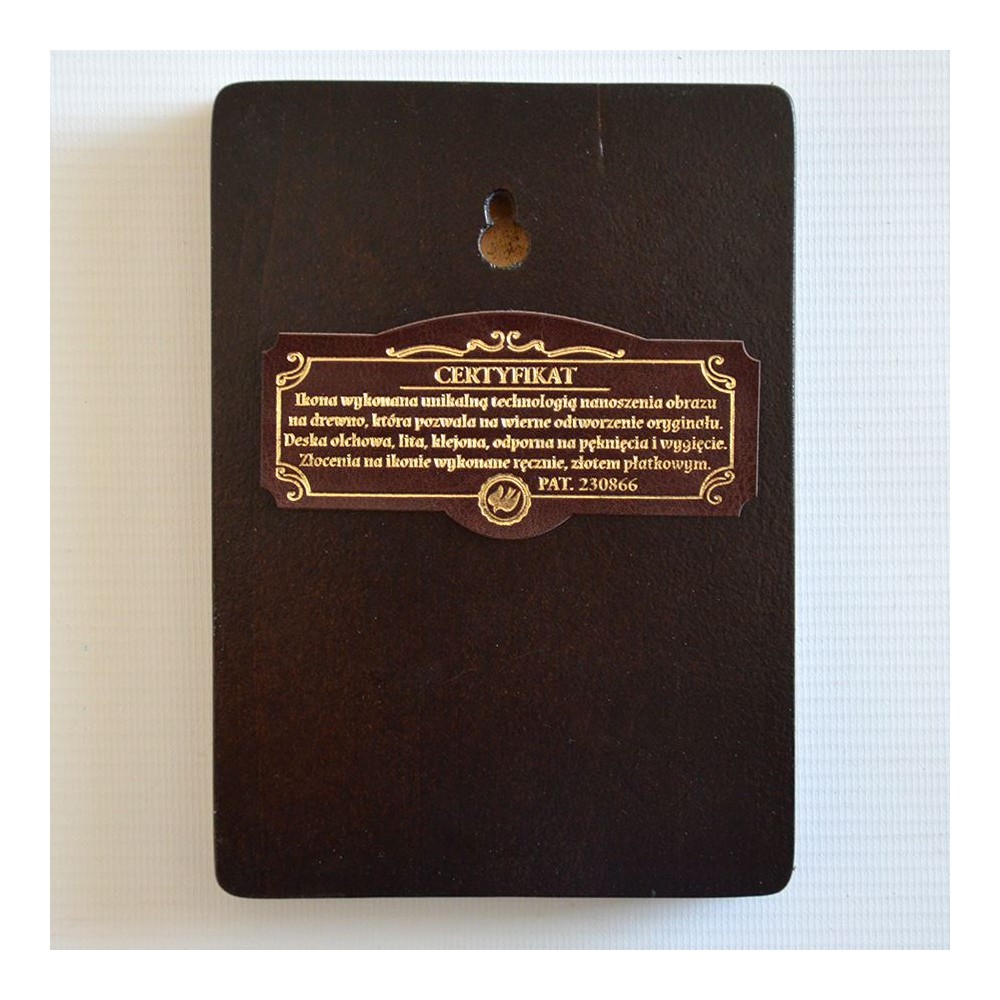 CERTYFIKAT
Ikona wykonana unikalną technologią nanoszenia obrazu
na drewno, która pozwala na wierne odtworzenie oryginału.
Deska olchowa, lita, klejona, odporna na pęknięcia i wygięcie.
Złocenia na ikonie wykonane ręcznie, złotem płatkowym.
PAT. 230866